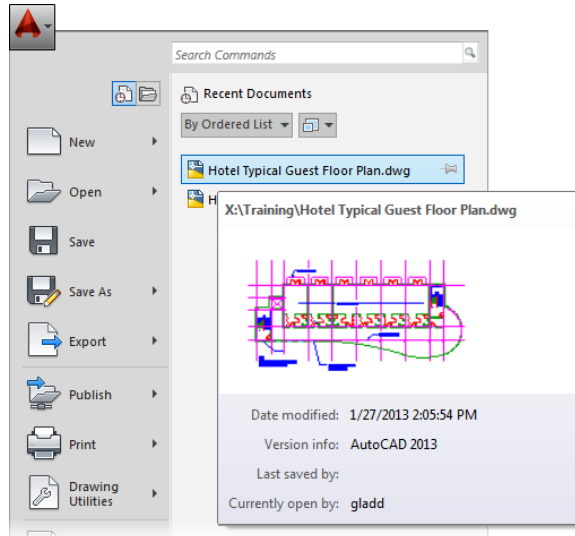 Search Commands
Recent Documents
By Ordered List
New
Hotel Typical Guest Floor Plan.dwg
Open
H
X:\Training\Hotel Typical Guest Floor Plan.dwg
Save
Save As
Export
Publish
Date modified: 1/27/2013 2:05:54 PM
Print
Version info: AutoCAD 2013
Last saved by:
Drawing
Utilities
Currently open by: gladd